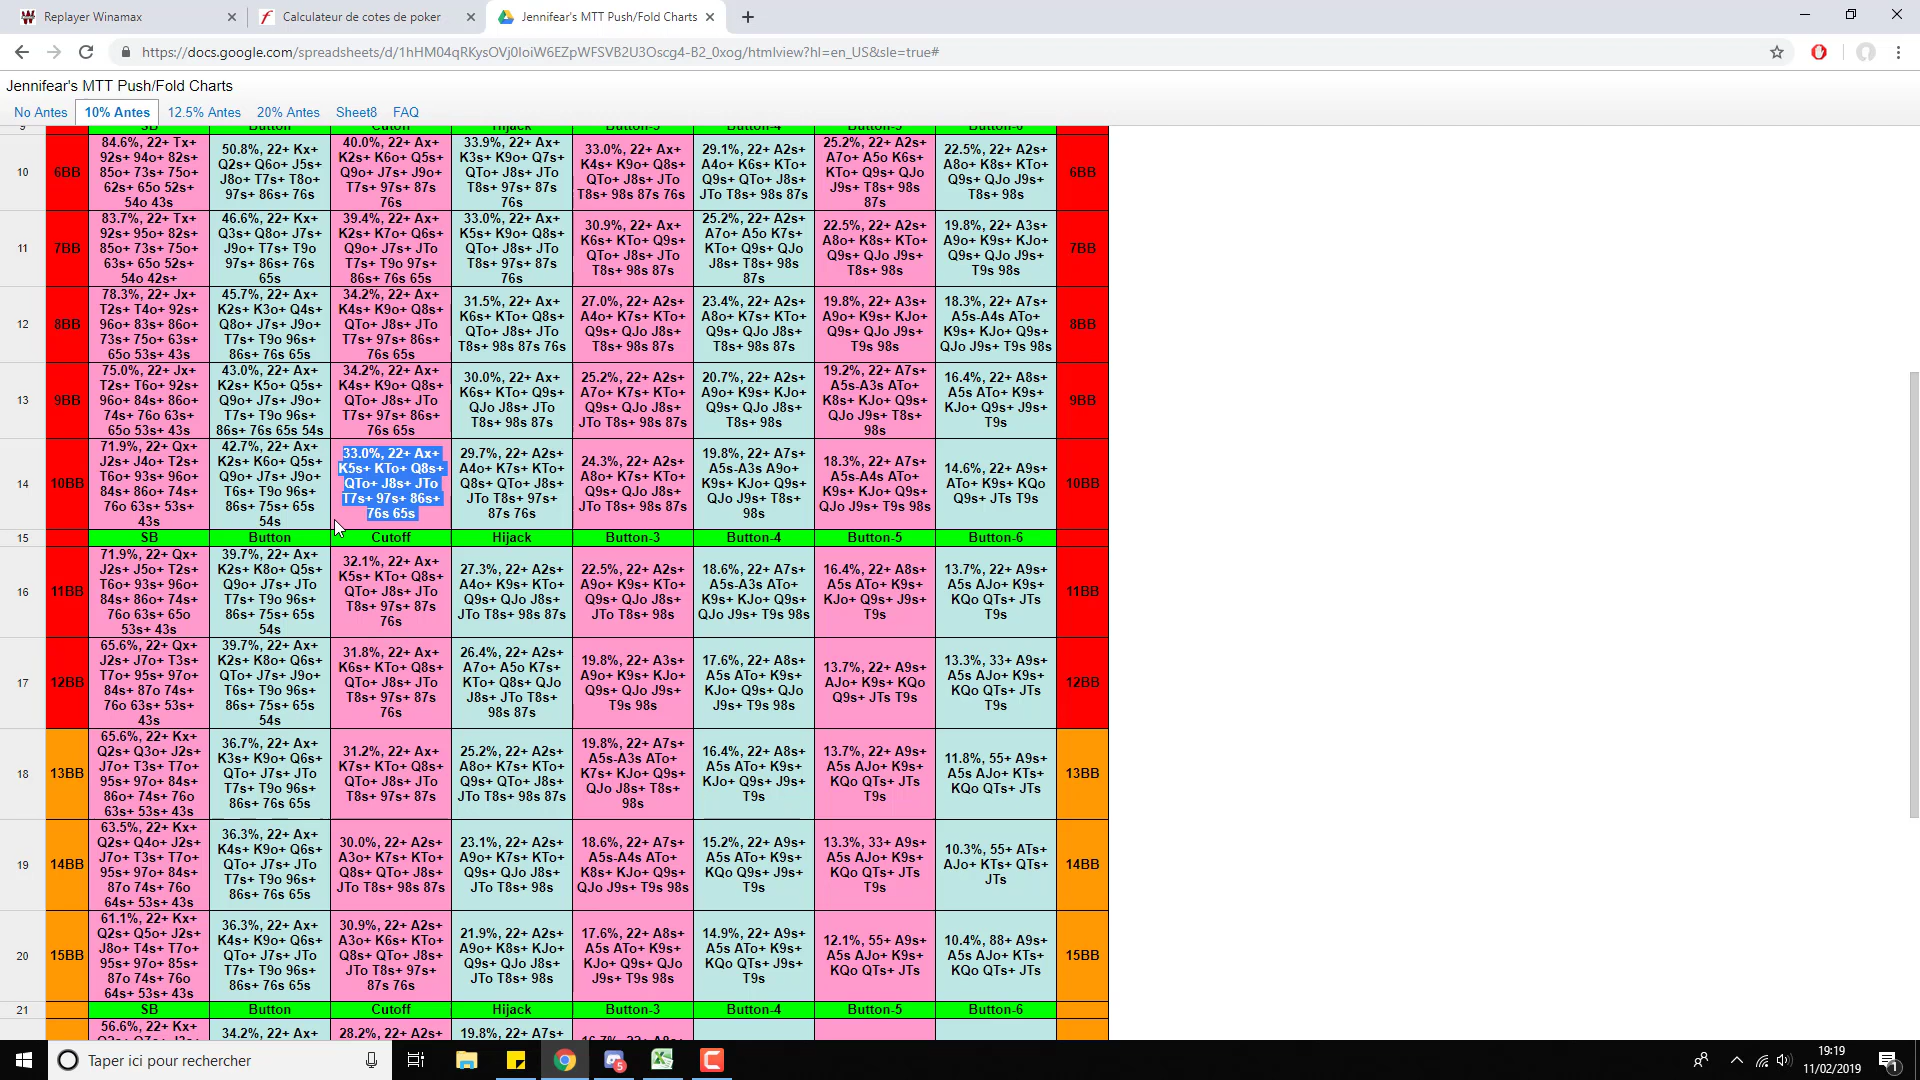 Replayer Winamax
Calculateur de cotes de poker
Jennifear's MTT Push/Fold Charts
https://docs.google.com/spreadsheets/d/1hHM04qRKysOVj0IoiW6EZpWFSVB2U3Oscg4-B2_0xog/htmlview?hl=en_US&sle=true#
Jennifear's MTT Push/Fold Charts
No Antes 10% Antes 12.5% Antes 20% Antes Sheet8 FAQ
9 SB Button Cutoff Hijack Button-3 Button-4 Button-5 Button-6
10
6BB
84.6%, 22+ Tx+
92s+ 94o+ 82s+
85o+ 73s+ 75o+
62s+ 65o 52s+
54o 43s
50.8%, 22+ Kx+
Q2s+ Q6o+ J5s+
J8o+ T7s+ T8o+
97s+ 86s+ 76s
40.0%, 22+ Ax+
K2s+ K6o+ Q5s+
Q9o+ J7s+ J9o+
T7s+ 97s+ 87s
76s
33.9%, 22+ Ax+
K3s+ K9o+ Q7s+
QTo+ J8s+ JTo
T8s+ 97s+ 87s
76s
33.0%, 22+ Ax+
K4s+ K9o+ Q8s+
QTo+ J8s+ JTo
T8s+ 98s 87s 76s
29.1%, 22+ A2s+
A4o+ K6s+ KTo+
Q9s+ QTo+ J8s+
JTo T8s+ 98s 87s
25.2%, 22+ A2s+
A7o+ A5o K6s+
KTo+ Q9s+ QJo
J9s+ T8s+ 98s
87s
22.5%, 22+ A2s+
A8o+ K8s+ KTo+
Q9s+ QJo J9s+
T8s+ 98s
6BB
11
7BB
83.7%, 22+ Tx+
92s+ 95o+ 82s+
85o+ 73s+ 75o+
63s+ 65o 52s+
54o 42s+
46.6%, 22+ Kx+
Q3s+ Q8o+ J7s+
J9o+ T7s+ T9o
97s+ 86s+ 76s
65s
39.4%, 22+ Ax+
K2s+ K7o+ Q6s+
Q9o+ J7s+ JTo
T7s+ T9o 97s+
86s+ 76s 65s
33.0%, 22+ Ax+
K5s+ K9o+ Q8s+
QTo+ J8s+ JTo
T8s+ 97s+ 87s
76s
30.9%, 22+ Ax+
K6s+ KTo+ Q9s+
QTo+ J8s+ JTo
T8s+ 98s 87s
25.2%, 22+ A2s+
A7o+ A5o K7s+
KTo+ Q9s+ QJo
J8s+ T8s+ 98s
87s
22.5%, 22+ A2s+
A8o+ K8s+ KTo+
Q9s+ QJo J9s+
T8s+ 98s
19.8%, 22+ A3s+
A9o+ K9s+ KJo+
Q9s+ QJo J9s+
T9s 98s
7BB
12
8BB
78.3%, 22+ Jx+
T2s+ T4o+ 92s+
96o+ 83s+ 86o+
73s+ 75o 63s+
65o 53s+ 43s
45.7%, 22+ Ax+
K2s+ K3o+ Q4s+
Q8o+ J7s+ J9o+
T7s+ T9o 96s+
86s+ 76s 65s
34.2%, 22+ Ax+
K4s+ K9o+ Q8s+
QTo+ J8s+ JTo
T7s+ 97s+ 86s+
76s 65s
31.5%, 22+ Ax+
K6s+ KTo+ Q8s+
QTo+ J8s+ JTo
T8s+ 98s 87s 76s
27.0%, 22+ A2s+
A4o+ K7s+ KTo+
Q9s+ QJo J8s+
T8s+ 98s 87s
23.4%, 22+ A2s+
A8o+ K7s+ KTo+
Q9s+ QJo J8s+
T8s+ 98s 87s
19.8%, 22+ A3s+
A9o+ K9s+ KJo+
Q9s+ QJo J9s+
T9s 98s
18.3%, 22+ A7s+
A5s-A4s ATo+
K9s+ KJo+ Q9s+
QJo J9s+ T9s 98s
8BB
13
9BB
75.0%, 22+ Jx+
T2s+ T6o+ 92s+
96o+ 84s+ 86o+
74s+ 76o 63s+
65o 53s+ 43s
43.0%, 22+ Ax+
K2s+ K5o+ Q5s+
Q9o+ J7s+ J9o+
T7s+ T9o 96s+
86s+ 76s 65s 54s
34.2%, 22+ Ax+
K4s+ K9o+ Q8s+
QTo+ J8s+ JTo
T7s+ 97s+ 86s+
76s 65s
30.0%, 22+ Ax+
K6s+ KTo+ Q9s+
QJo J8s+ JTo
T8s+ 98s 87s
25.2%, 22+ A2s+
A7o+ K7s+ KTo+
Q9s+ QJo J8s+
JTo T8s+ 98s 87s
20.7%, 22+ A2s+
A9o+ K9s+ KJo+
Q9s+ QJo J8s+
T8s+ 98s
19.2%, 22+ A7s+
A5s-A3s ATo+
K8s+ KJo+ Q9s+
QJo J9s+ T8s+
98s
16.4%, 22+ A8s+
A5s ATo+ K9s+
KJo+ Q9s+ J9s+
T9s
9BB
14
10BB
71.9%, 22+ Qx+
J2s+ J4o+ T2s+
T6o+ 93s+ 96o+
84s+ 86o+ 74s+
76o 63s+ 53s+
43s
42.7%, 22+ Ax+
K2s+ K6o+ Q5s+
Q9o+ J7s+ J9o+
T6s+ T9o 96s+
86s+ 75s+ 65s
54s
33.0%, 22+ Ax+
K5s+ KTo+ Q8s+
QTo+ J8s+ JTo
T7s+ 97s+ 86s+
76s 65s
29.7%, 22+ A2s+
A4o+ K7s+ KTo+
Q8s+ QTo+ J8s+
JTo T8s+ 97s+
87s 76s
24.3%, 22+ A2s+
A8o+ K7s+ KTo+
Q9s+ QJo J8s+
JTo T8s+ 98s 87s
19.8%, 22+ A7s+
A5s-A3s A9o+
K9s+ KJo+ Q9s+
QJo J9s+ T8s+
98s
18.3%, 22+ A7s+
A5s-A4s ATo+
K9s+ KJo+ Q9s+
QJo J9s+ T9s 98s
14.6%, 22+ A9s+
ATo+ K9s+ KQo
Q9s+ JTs T9s
10BB
15 SB Button Cutoff Hijack Button-3 Button-4 Button-5 Button-6
16
11BB
71.9%, 22+ Qx+
J2s+ J5o+ T2s+
T6o+ 93s+ 96o+
84s+ 86o+ 74s+
76o 63s+ 65o
53s+ 43s
39.7%, 22+ Ax+
K2s+ K8o+ Q5s+
Q9o+ J7s+ JTo
T7s+ T9o 96s+
86s+ 75s+ 65s
54s
32.1%, 22+ Ax+
K5s+ KTo+ Q8s+
QTo+ J8s+ JTo
T8s+ 97s+ 87s
76s
27.3%, 22+ A2s+
A4o+ K9s+ KTo+
Q9s+ QJo J8s+
JTo T8s+ 98s 87s
22.5%, 22+ A2s+
A9o+ K9s+ KTo+
Q9s+ QJo J8s+
JTo T8s+ 98s
18.6%, 22+ A7s+
A5s-A3s ATo+
K9s+ KJo+ Q9s+
QJo J9s+ T9s 98s
16.4%, 22+ A8s+
A5s ATo+ K9s+
KJo+ Q9s+ J9s+
T9s
13.7%, 22+ A9s+
A5s AJo+ K9s+
KQo QTs+ JTs
T9s
11BB
17
12BB
65.6%, 22+ Qx+
J2s+ J7o+ T3s+
T7o+ 95s+ 97o+
84s+ 87o 74s+
76o 63s+ 53s+
43s
39.7%, 22+ Ax+
K2s+ K8o+ Q6s+
QTo+ J7s+ J9o+
T6s+ T9o 96s+
86s+ 75s+ 65s
54s
31.8%, 22+ Ax+
K6s+ KTo+ Q8s+
QTo+ J8s+ JTo
T8s+ 97s+ 87s
76s
26.4%, 22+ A2s+
A7o+ A5o K7s+
KTo+ Q8s+ QJo
J8s+ JTo T8s+
98s 87s
19.8%, 22+ A3s+
A9o+ K9s+ KJo+
Q9s+ QJo J9s+
T9s 98s
17.6%, 22+ A8s+
A5s ATo+ K9s+
KJo+ Q9s+ QJo
J9s+ T9s 98s
13.7%, 22+ A9s+
AJo+ K9s+ KQo
Q9s+ JTs T9s
13.3%, 33+ A9s+
A5s AJo+ K9s+
KQo QTs+ JTs
T9s
12BB
18
13BB
65.6%, 22+ Kx+
Q2s+ Q3o+ J2s+
J7o+ T3s+ T7o+
95s+ 97o+ 84s+
86o+ 74s+ 76o
63s+ 53s+ 43s
36.7%, 22+ Ax+
K3s+ K9o+ Q6s+
QTo+ J7s+ JTo
T7s+ T9o 96s+
86s+ 76s 65s
31.2%, 22+ Ax+
K7s+ KTo+ Q8s+
QTo+ J8s+ JTo
T8s+ 97s+ 87s
25.2%, 22+ A2s+
A8o+ K7s+ KTo+
Q9s+ QTo+ J8s+
JTo T8s+ 98s 87s
19.8%, 22+ A7s+
A5s-A3s ATo+
K7s+ KJo+ Q9s+
QJo J8s+ T8s+
98s
16.4%, 22+ A8s+
A5s ATo+ K9s+
KJo+ Q9s+ J9s+
T9s
13.7%, 22+ A9s+
A5s AJo+ K9s+
KQo QTs+ JTs
T9s
11.8%, 55+ A9s+
A5s AJo+ KTs+
KQo QTs+ JTs
13BB
19
14BB
63.5%, 22+ Kx+
Q2s+ Q4o+ J2s+
J7o+ T3s+ T7o+
95s+ 97o+ 84s+
87o 74s+ 76o
64s+ 53s+ 43s
36.3%, 22+ Ax+
K4s+ K9o+ Q6s+
QTo+ J7s+ JTo
T7s+ T9o 96s+
86s+ 76s 65s
30.0%, 22+ A2s+
A3o+ K7s+ KTo+
Q8s+ QTo+ J8s+
JTo T8s+ 98s 87s
23.1%, 22+ A2s+
A9o+ K7s+ KTo+
Q9s+ QJo J8s+
JTo T8s+ 98s
18.6%, 22+ A7s+
A5s-A4s ATo+
K8s+ KJo+ Q9s+
QJo J9s+ T9s 98s
15.2%, 22+ A9s+
A5s ATo+ K9s+
KQo Q9s+ J9s+
T9s
13.3%, 33+ A9s+
A5s AJo+ K9s+
KQo QTs+ JTs
T9s
10.3%, 55+ ATs+
AJo+ KTs+ QTs+
JTs
14BB
20
15BB
61.1%, 22+ Kx+
Q2s+ Q5o+ J2s+
J8o+ T4s+ T7o+
95s+ 97o+ 85s+
87o 74s+ 76o
64s+ 53s+ 43s
36.3%, 22+ Ax+
K4s+ K9o+ Q6s+
QTo+ J7s+ JTo
T7s+ T9o 96s+
86s+ 76s 65s
30.9%, 22+ A2s+
A3o+ K6s+ KTo+
Q8s+ QTo+ J8s+
JTo T8s+ 97s+
87s 76s
21.9%, 22+ A2s+
A9o+ K8s+ KJo+
Q9s+ QJo J8s+
JTo T8s+ 98s
17.6%, 22+ A8s+
A5s ATo+ K9s+
KJo+ Q9s+ QJo
J9s+ T9s 98s
14.9%, 22+ A9s+
A5s ATo+ K9s+
KQo QTs+ J9s+
T9s
12.1%, 55+ A9s+
A5s AJo+ K9s+
KQo QTs+ JTs
10.4%, 88+ A9s+
A5s AJo+ KTs+
KQo QTs+ JTs
15BB
21 SB Button Cutoff Hijack Button-3 Button-4 Button-5 Button-6
56.6%, 22+ Kx+
34.2%, 22+ Ax+
28.2%, 22+ A2s+
19.8%, 22+ A7s+
Taper ici pour rechercher
5
19:19
11/02/2019
1